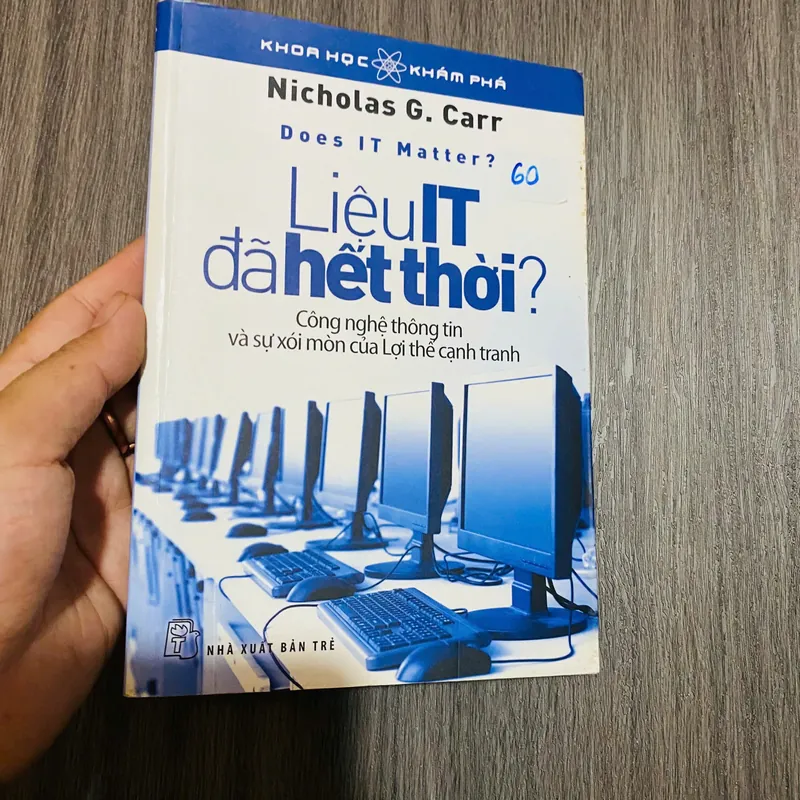 KHOA HỌC KHÁM PHÁ
Nicholas G. Carr
Does IT Matter?
60
Liệu IT
đã hết thời?
Công nghệ thông tin
và sự xói mòn của Lợi thế cạnh tranh
NHÀ XUẤT BẢN TRẺ